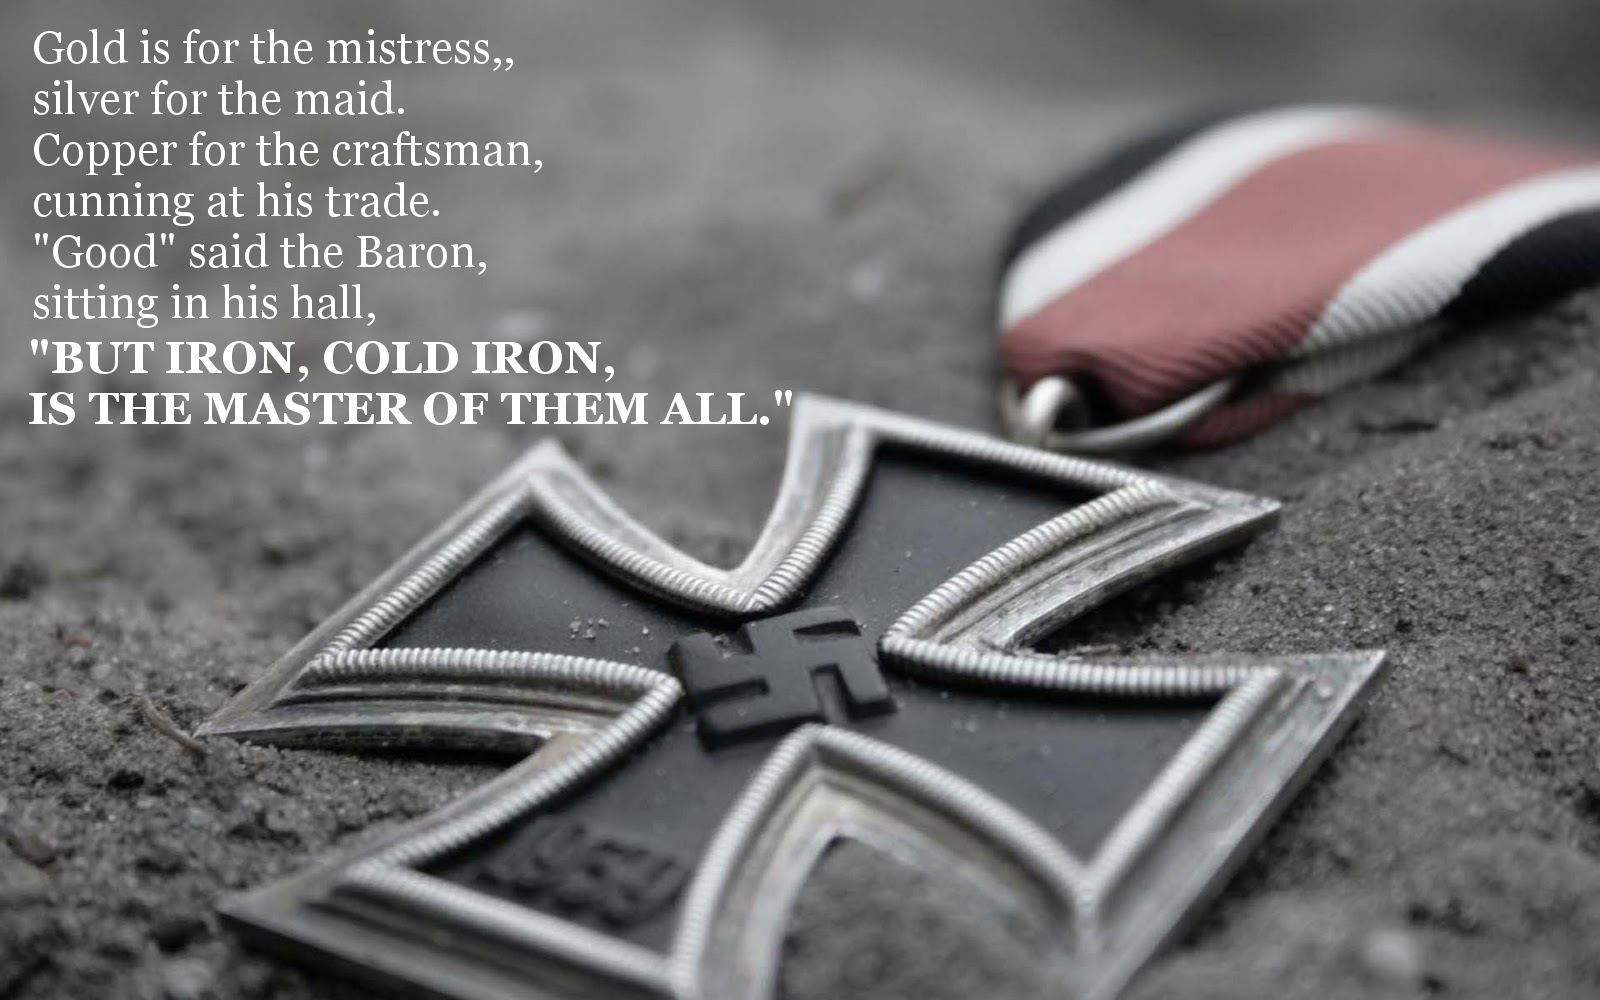 Gold is for the mistress,,
silver for the maid.
Copper for the craftsman,
cunning at his trade.
"Good" said the Baron,
sitting in his hall,
"BUT IRON, COLD IRON,
IS THE MASTER OF THEM ALL."